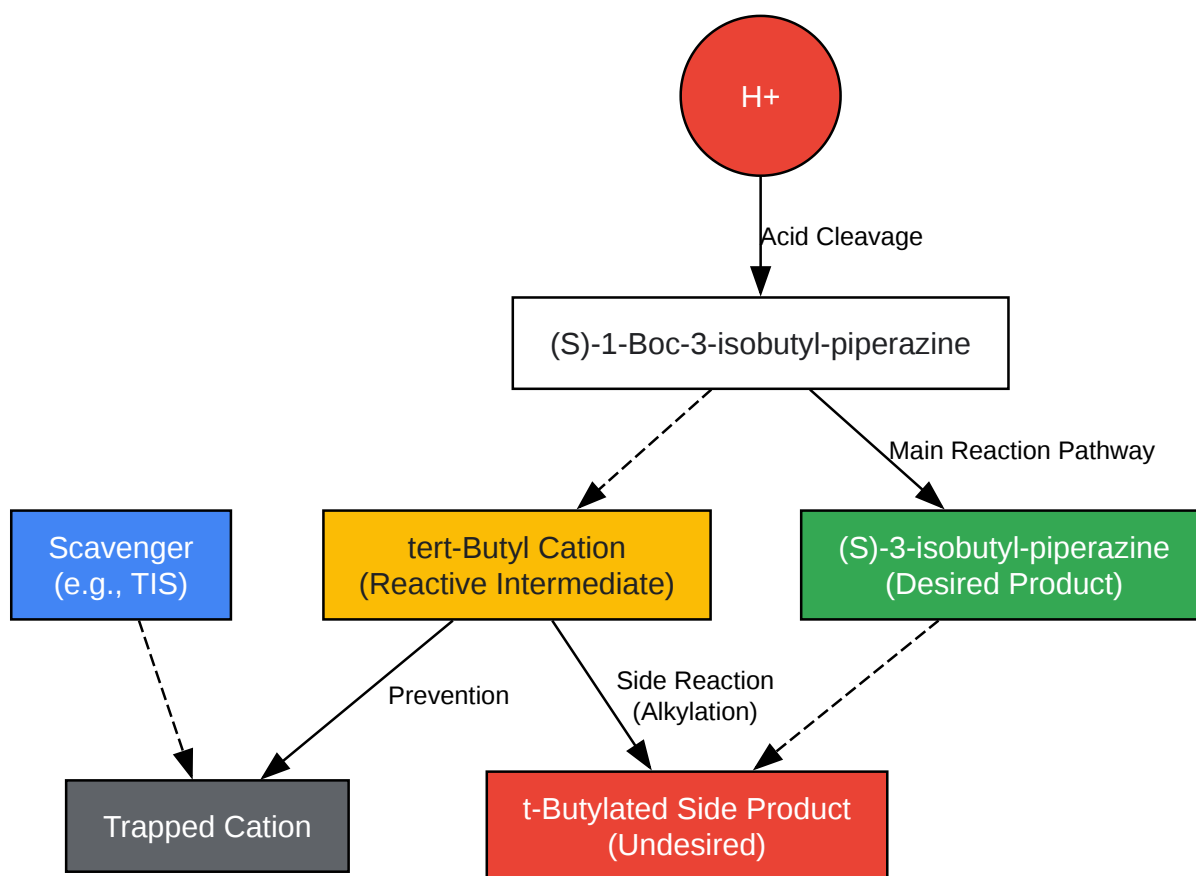 H+
Acid Cleavage
(S)-1-Boc-3-isobutyl-piperazine
Main Reaction Pathway
Scavenger
(e.g., TIS)
tert-Butyl Cation
(Reactive Intermediate)
(S)-3-isobutyl-piperazine
(Desired Product)
Prevention
Side Reaction
(Alkylation)
Trapped Cation
t-Butylated Side Product
(Undesired)